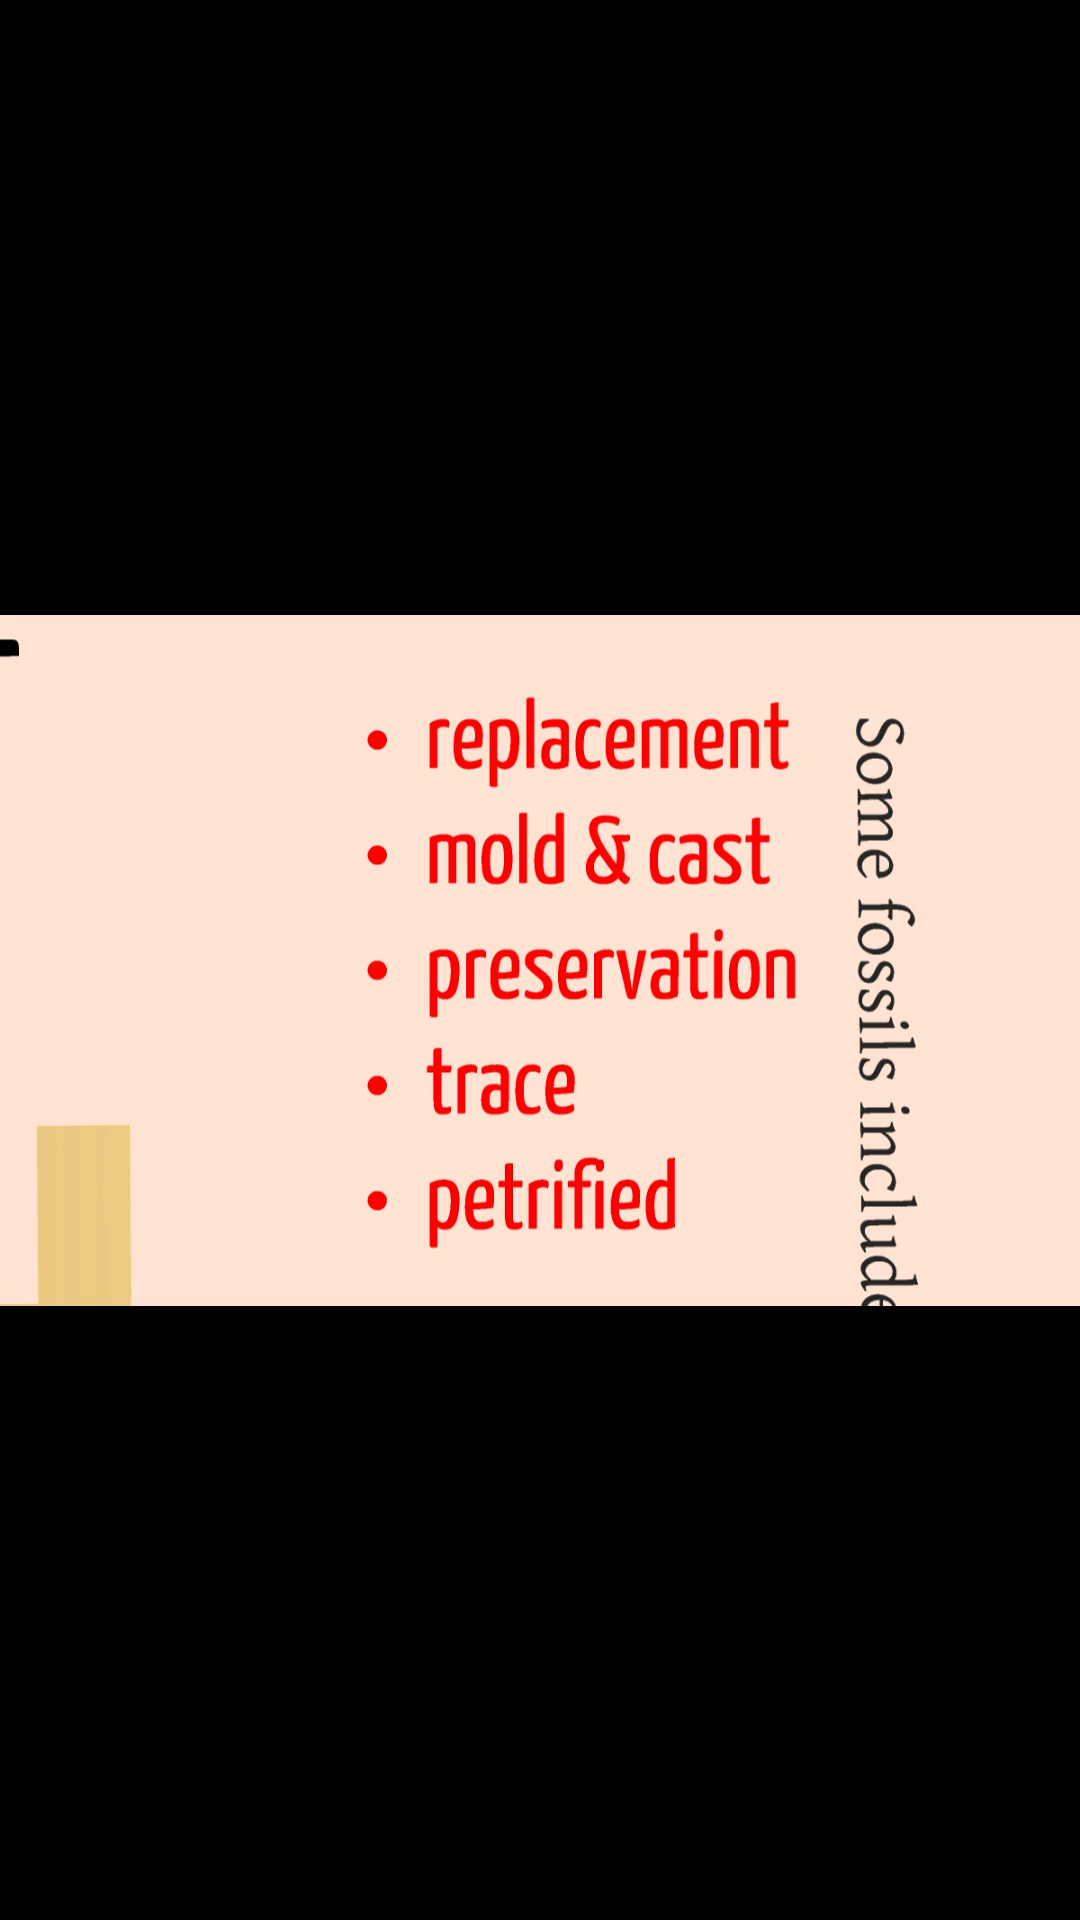 Some fossils include
• replacement
• mold & cast
• preservation
• trace
• petrified